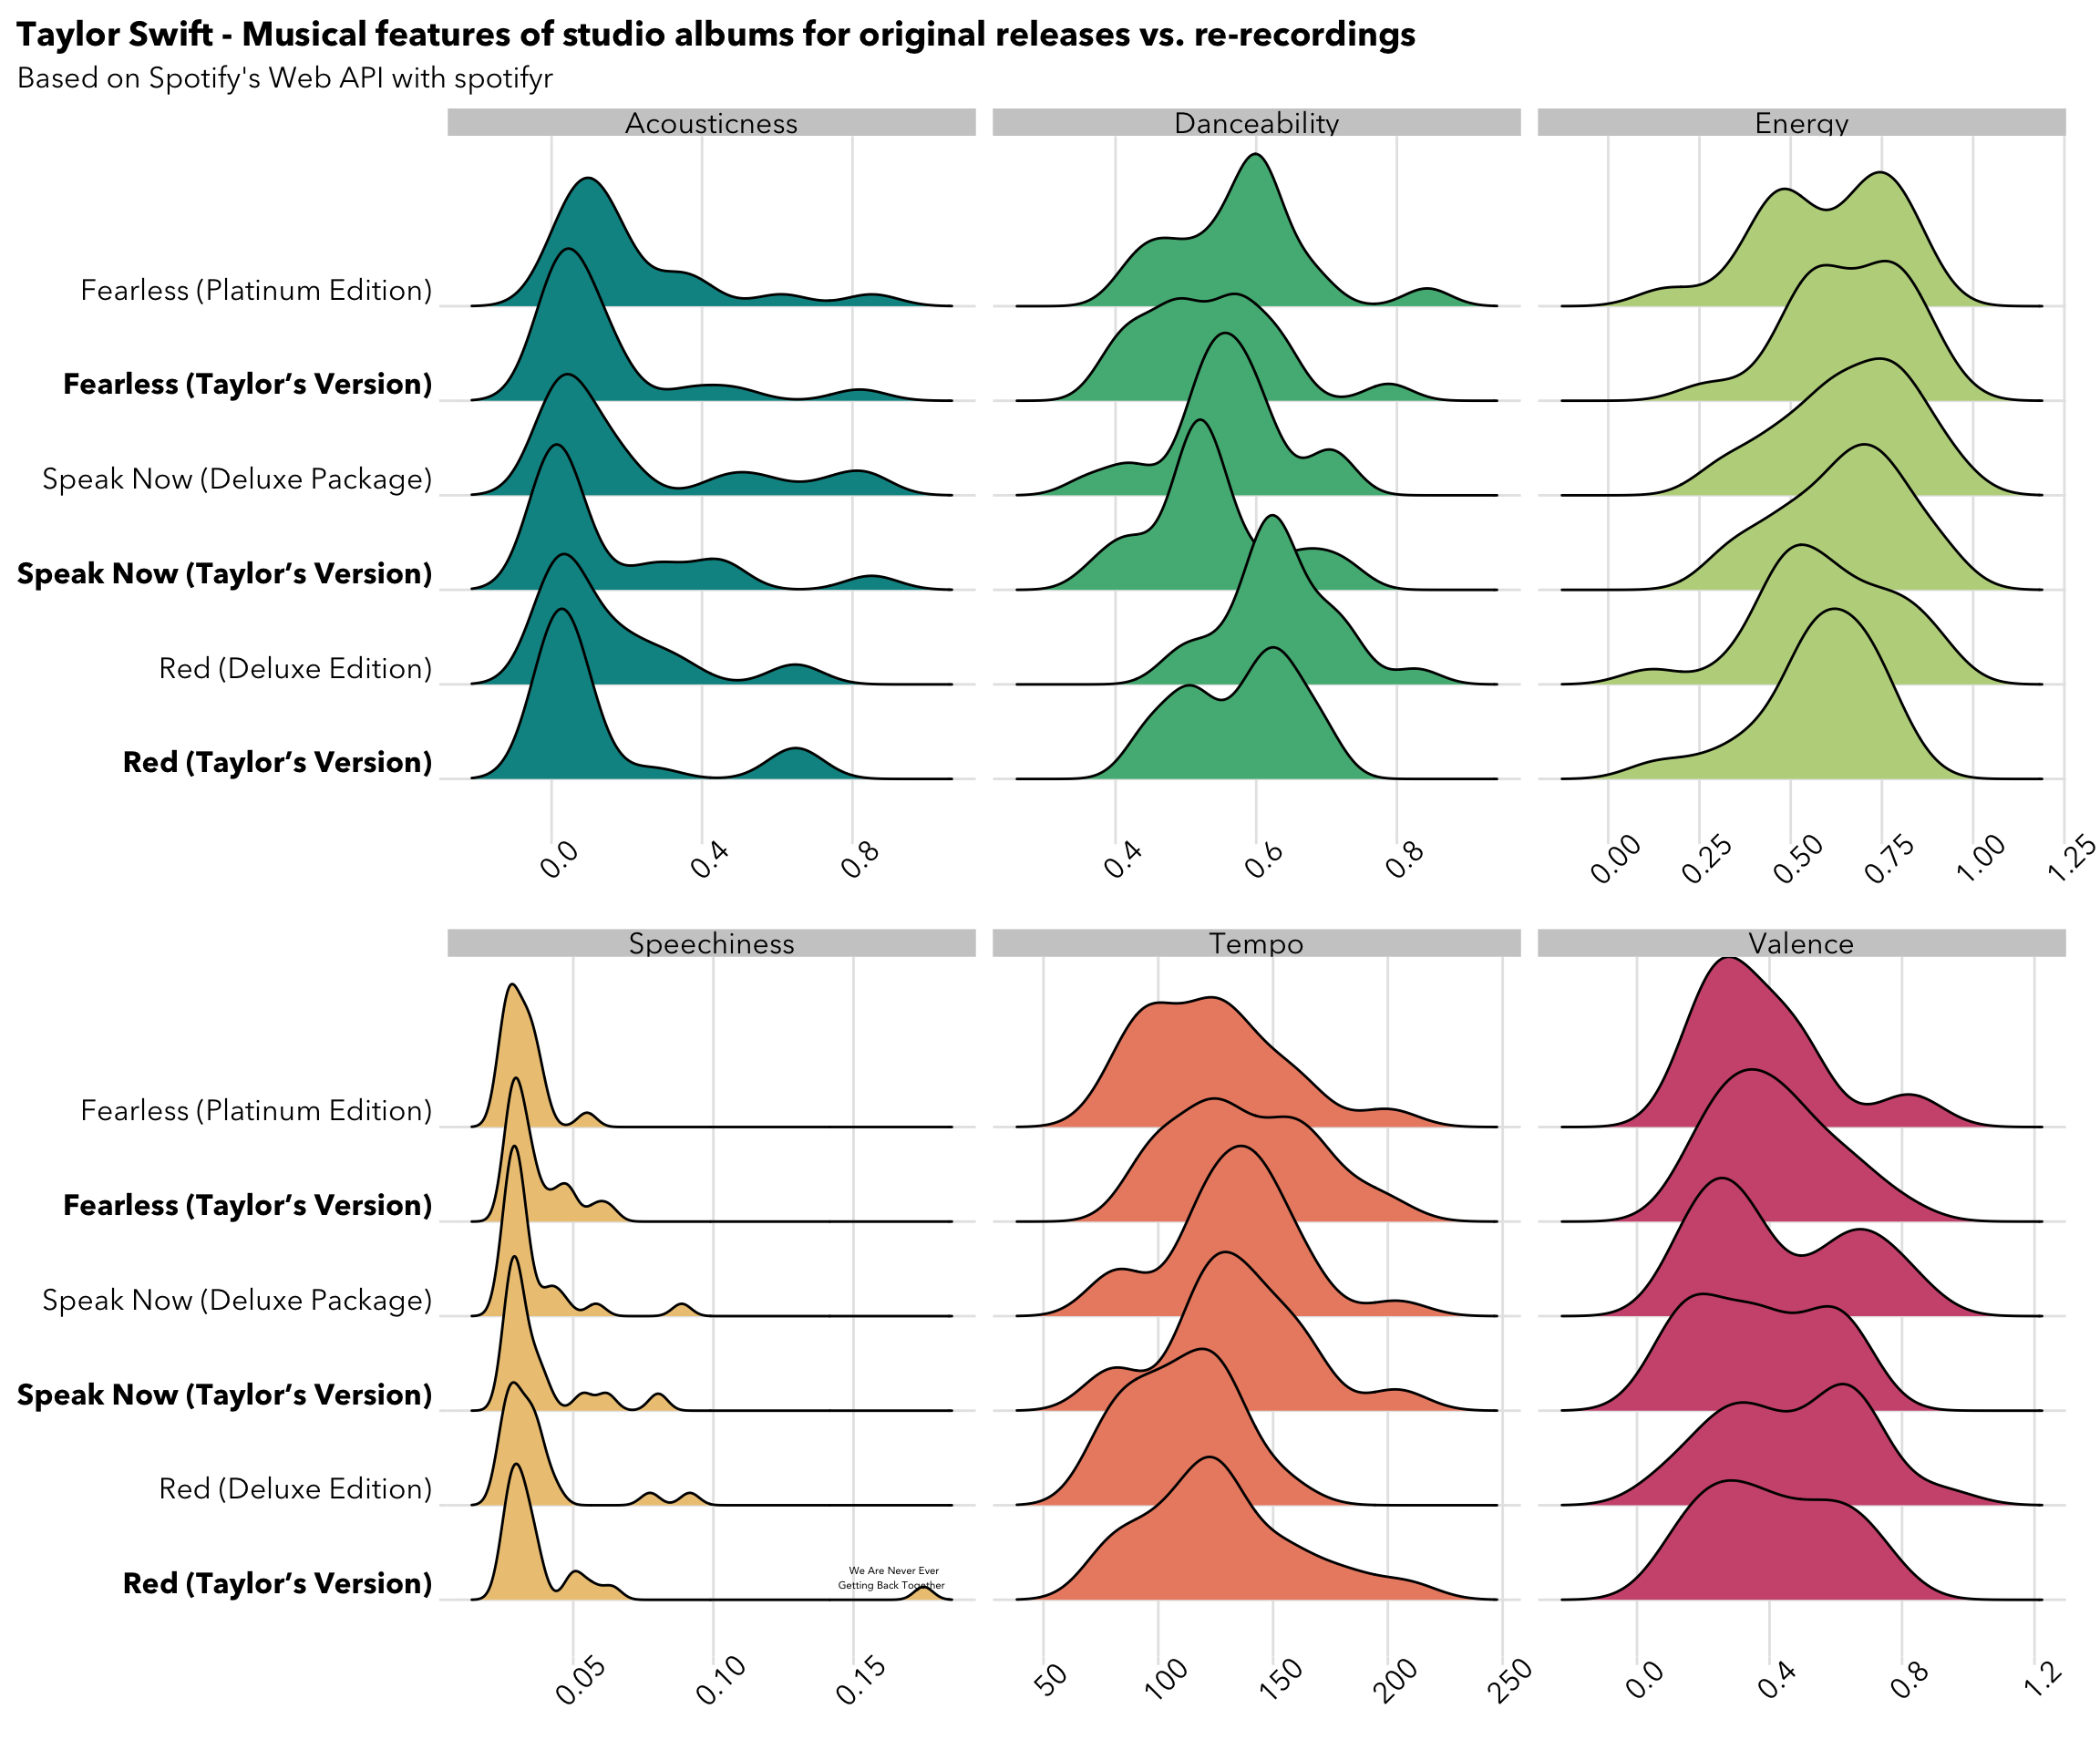 Taylor Swift - Musical features of studio albums for original releases vs. re-recordings
Based on Spotify's Web API with spotifyr
Acousticness
Danceability
Energy
Fearless (Platinum Edition)
Fearless (Taylor’s Version)
Speak Now (Deluxe Package)
Speak Now (Taylor’s Version)
Red (Deluxe Edition)
Red (Taylor’s Version)
0.0 0.4 0.8
0.4 0.6 0.8
0.00 0.25 0.50 0.75 1.00 1.25
Speechiness
Tempo
Valence
Fearless (Platinum Edition)
Fearless (Taylor’s Version)
Speak Now (Deluxe Package)
Speak Now (Taylor’s Version)
Red (Deluxe Edition)
Red (Taylor’s Version)
We Are Never Ever
Getting Back Together
0.05 0.10 0.15
50 100 150 200 250
0.0 0.4 0.8 1.2